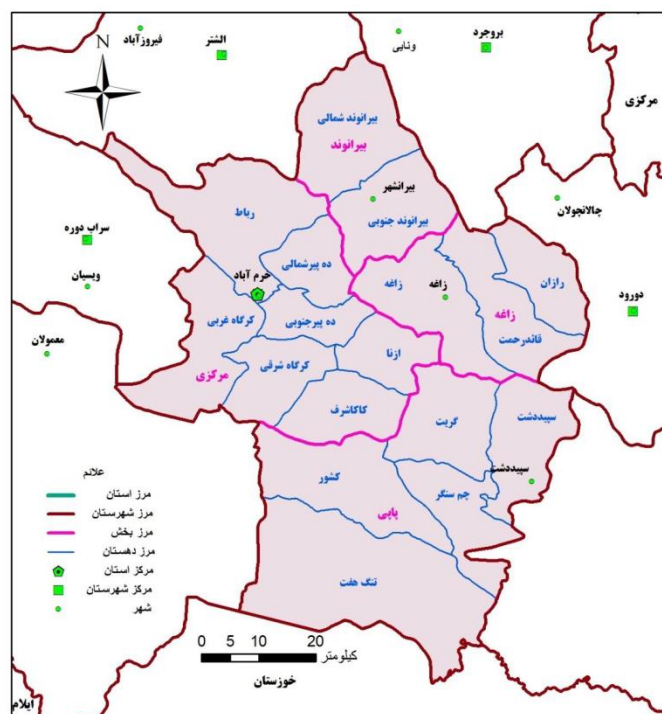 فیروزآباد
الشتر
ونایی
بروجرد
مرکزی
N
بیرانوند شمالی
بیرانوند
بیرانشهر
بیرانوند جنوبی
چالانچولان
رباط
سراب دوره
ویسیان
ده پیرشمالی
خرم آباد
زاغه
زاغه
رازان
زاغه
قائدرحمت
دورود
کرگاه غربی
ده پیرجنوبی
معمولان
مرکزی
کرگاه شرقی
ازنا
کاکاشرف
گریت
سپیددشت
سپیددشت
کشور
چم سنگر
پاپی
تنگ هفت
علائم
مرز استان
مرز شهرستان
مرز بخش
مرز دهستان
مرکز استان
مرکز شهرستان
شهر
0 5 10 20
کیلومتر
خوزستان
ایلام